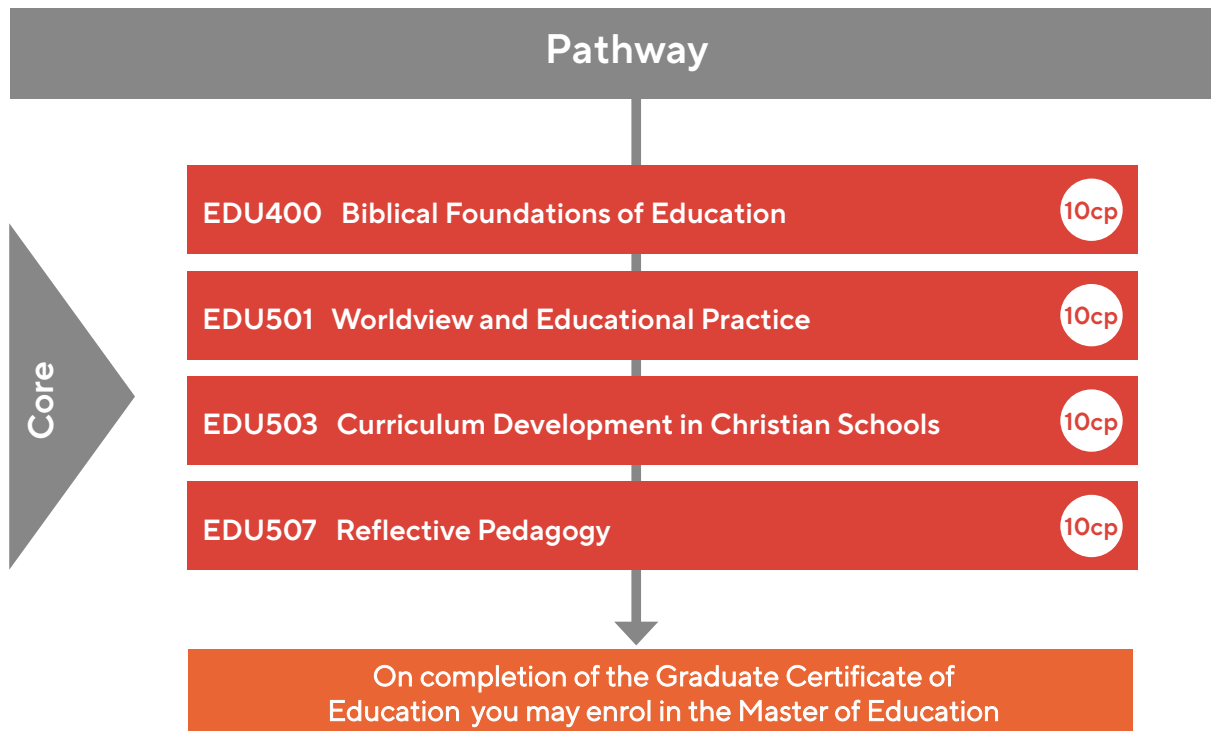 Pathway
Core
EDU400 Biblical Foundations of Education 10cp
EDU501 Worldview and Educational Practice 10cp
EDU503 Curriculum Development in Christian Schools 10cp
EDU507 Reflective Pedagogy 10cp
On completion of the Graduate Certificate of
Education you may enrol in the Master of Education